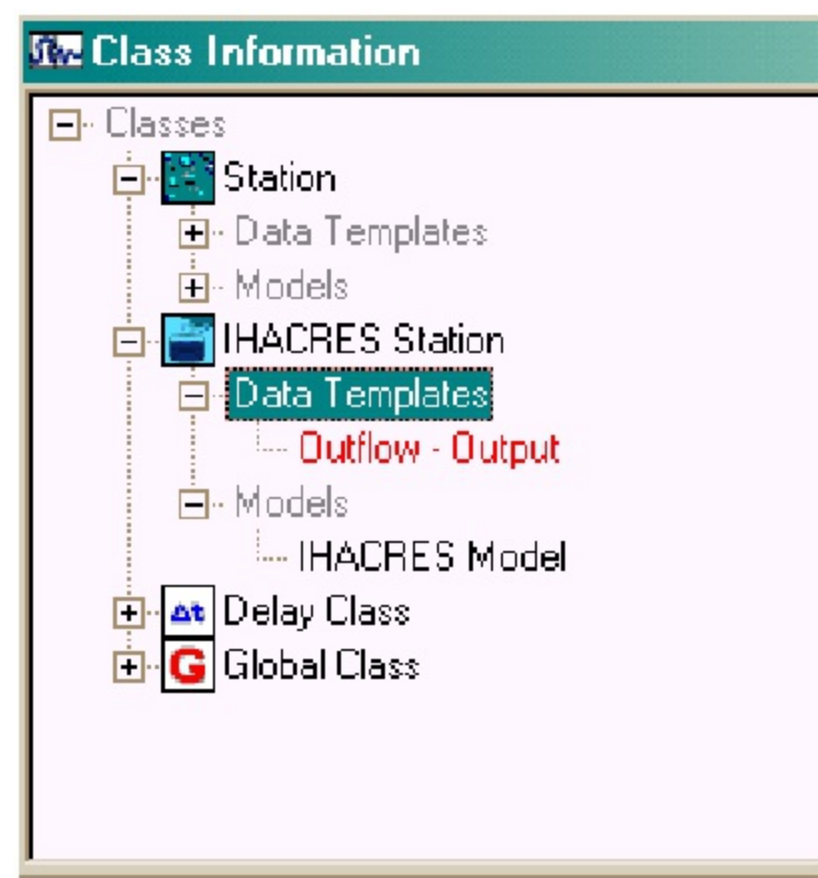 Class Information
Classes
Station
Data Templates
Models
IHACRES Station
Data Templates
Outflow - Output
Models
IHACRES Model
Δt Delay Class
G Global Class